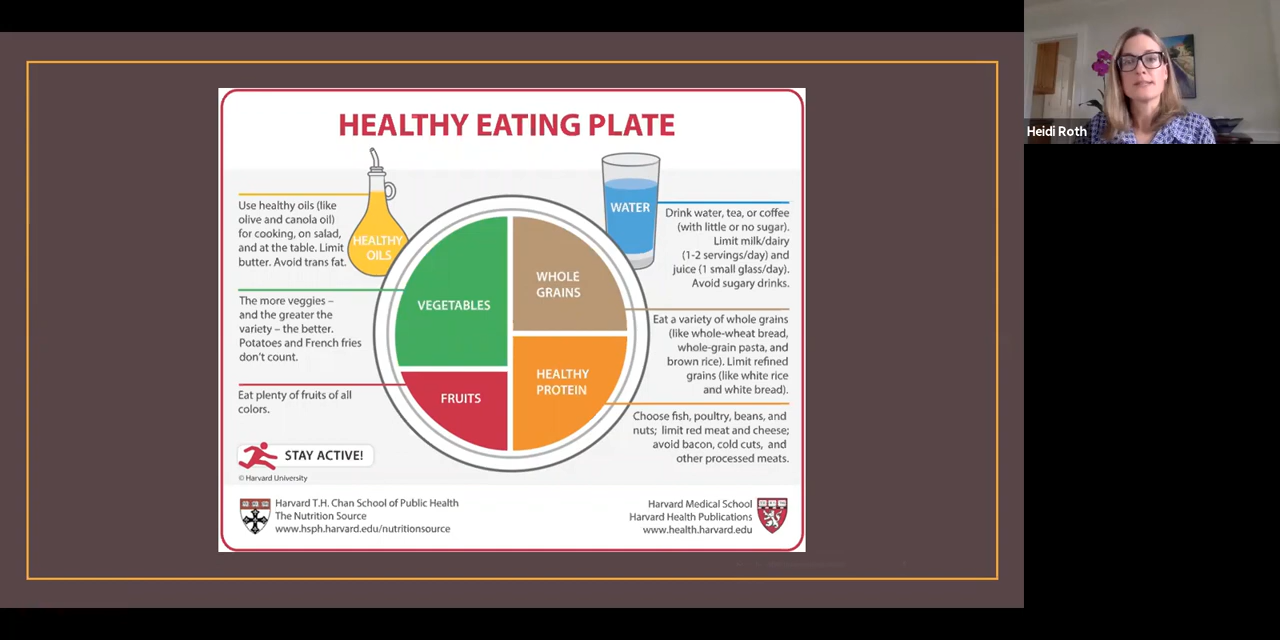 HEALTHY EATING PLATE
Use healthy oils (like
olive and canola oil)
for cooking, on salad,
and at the table. Limit
butter. Avoid trans fat.
HEALTHY
OILS
The more veggies –
and the greater the
variety – the better.
Potatoes and French fries
don't count.
Eat plenty of fruits of all
colors.
STAY ACTIVE!
© Harvard University
VEGETABLES
FRUITS
WHOLE
GRAINS
HEALTHY
PROTEIN
WATER
Drink water, tea, or coffee
(with little or no sugar).
Limit milk/dairy
(1-2 servings/day) and
juice (1 small glass/day).
Avoid sugary drinks.
Eat a variety of whole grains
(like whole-wheat bread,
whole-grain pasta, and
brown rice). Limit refined
grains (like white rice
and white bread).
Choose fish, poultry, beans, and
nuts; limit red meat and cheese;
avoid bacon, cold cuts, and
other processed meats.
Harvard T.H. Chan School of Public Health
The Nutrition Source
www.hsph.harvard.edu/nutritionsource
Harvard Medical School
Harvard Health Publications
www.health.harvard.edu
Heidi Roth